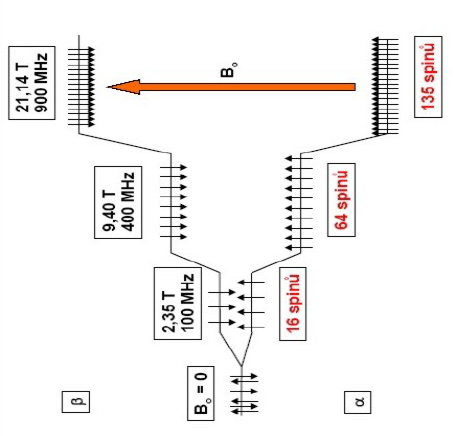 β
α
B₀ = 0
2,35 T
100 MHz
16 spinů
9,40 T
400 MHz
64 spinů
21,14 T
900 MHz
135 spinů
B₀